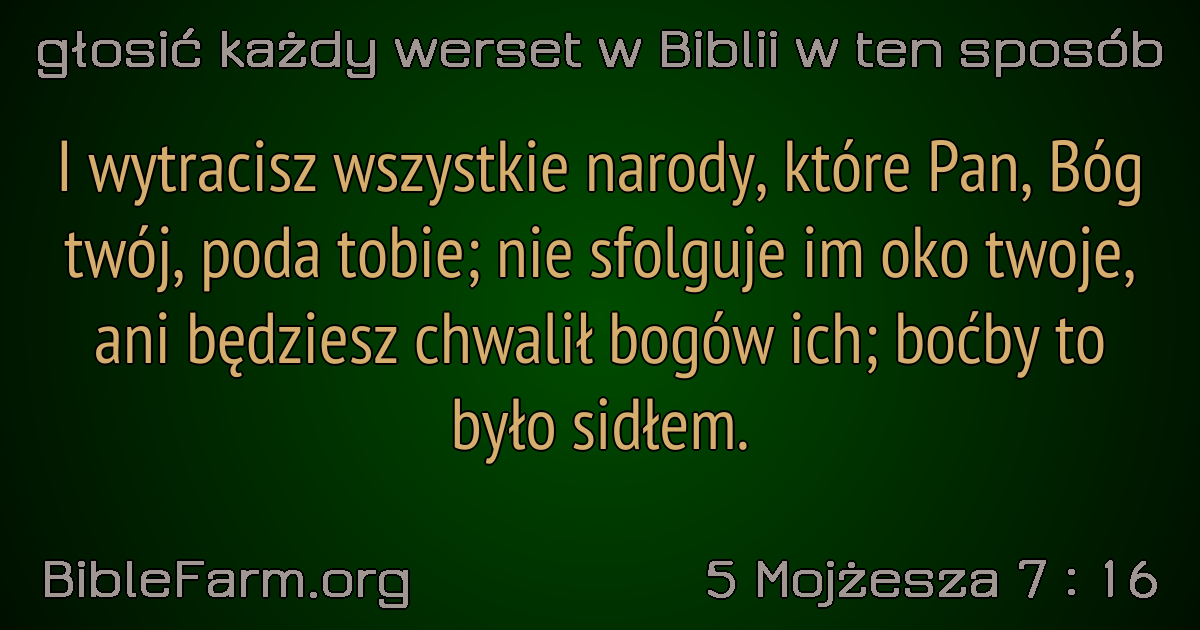 głosić każdy werset w Biblii w ten sposób
I wytracisz wszystkie narody, które Pan, Bóg
twój, poda tobie; nie sfolguje im oko twoje,
ani będziesz chwalił bogów ich; boćby to
było sidłem.
BibleFarm.org
5 Mojżesza 7 : 16